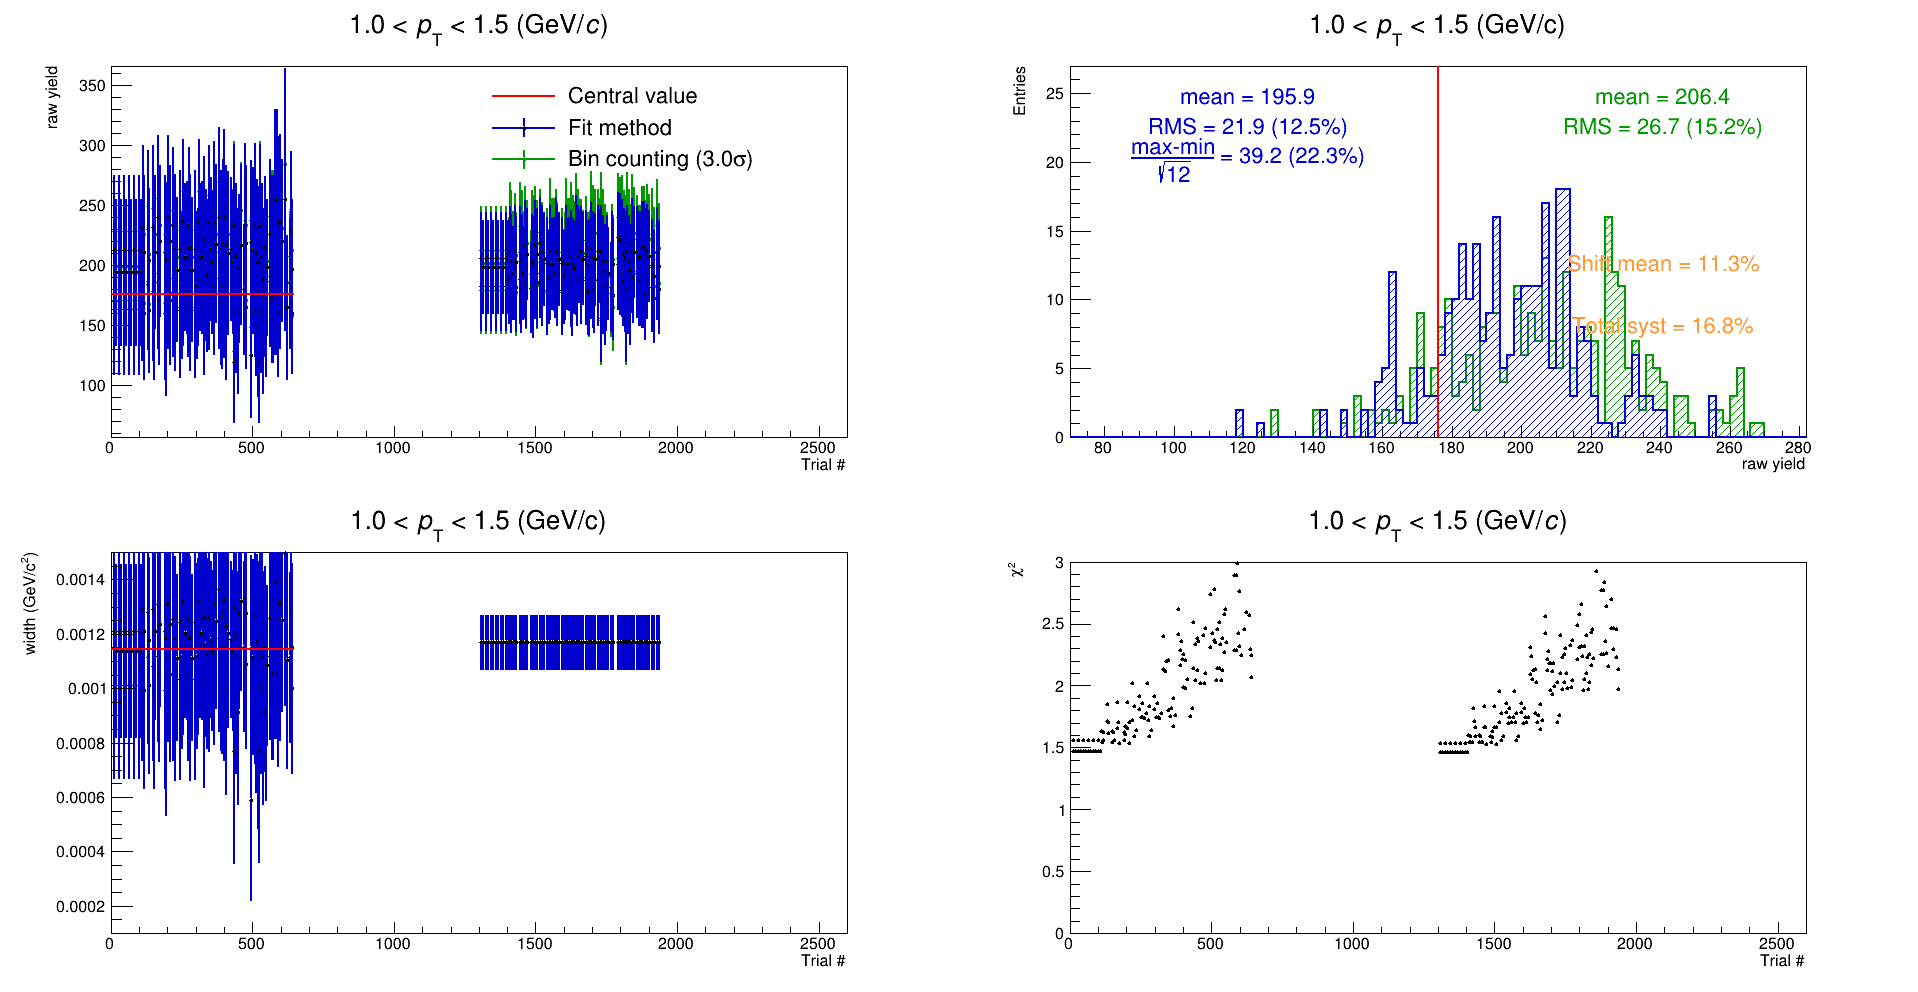 1.0 < pT < 1.5 (GeV/c)
raw yield
350
300
250
200
150
100
Central value
Fit method
Bin counting (3.0σ)
0 500 1000 1500 2000 2500
Trial #
1.0 < pT < 1.5 (GeV/c)
Entries
25
20
15
10
5
0
mean = 195.9
RMS = 21.9 (12.5%)
max-min
√12
= 39.2 (22.3%)
mean = 206.4
RMS = 26.7 (15.2%)
Shift mean = 11.3%
Total syst = 16.8%
80 100 120 140 160 180 200 220 240 260 280
raw yield
1.0 < pT < 1.5 (GeV/c)
width (GeV/c²)
0.0014
0.0012
0.001
0.0008
0.0006
0.0004
0.0002
0 500 1000 1500 2000 2500
Trial #
1.0 < pT < 1.5 (GeV/c)
χ²
3
2.5
2
1.5
1
0.5
0
0 500 1000 1500 2000 2500
Trial #